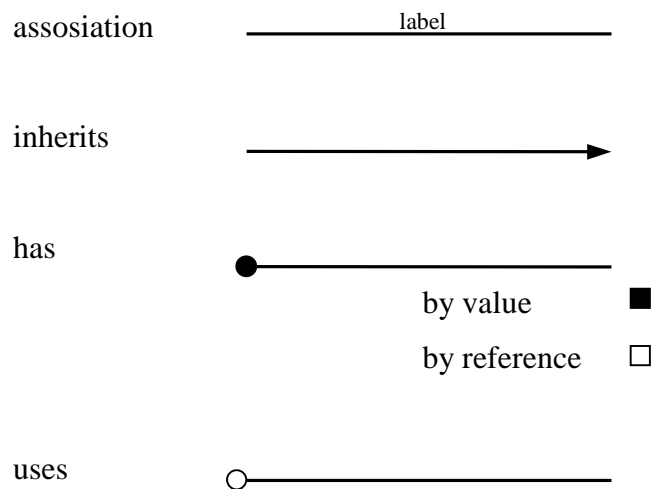 assosiation
label
inherits
has
by value
by reference
uses